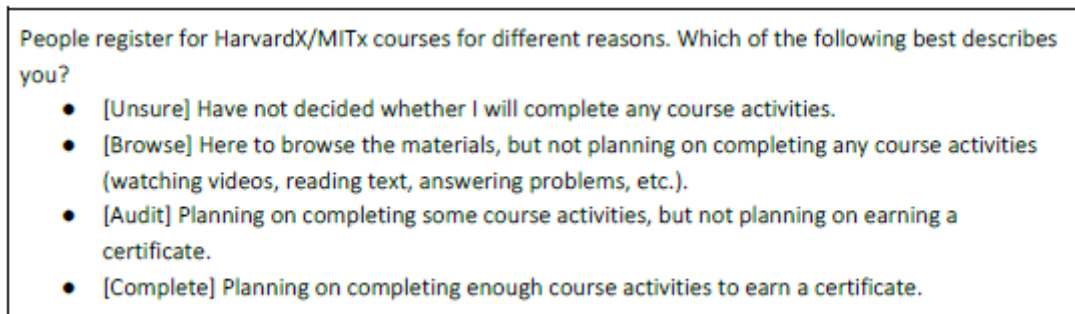 People register for HarvardX/MITx courses for different reasons. Which of the following best describes
you?
● [Unsure] Have not decided whether I will complete any course activities.
● [Browse] Here to browse the materials, but not planning on completing any course activities
(watching videos, reading text, answering problems, etc.).
● [Audit] Planning on completing some course activities, but not planning on earning a
certificate.
● [Complete] Planning on completing enough course activities to earn a certificate.